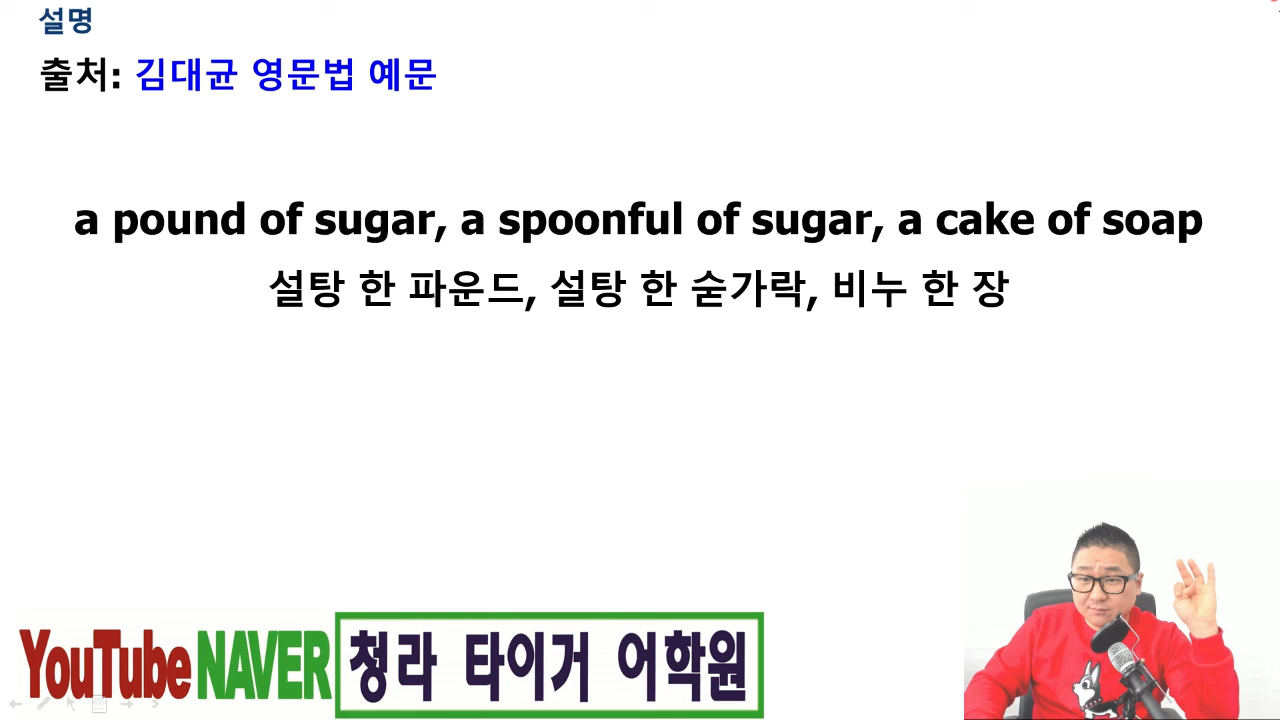 설명
출처: 김대균 영문법 예문
a pound of sugar, a spoonful of sugar, a cake of soap
설탕 한 파운드, 설탕 한 숟가락, 비누 한 장
YouTube NAVER 청라 타이거 어학원